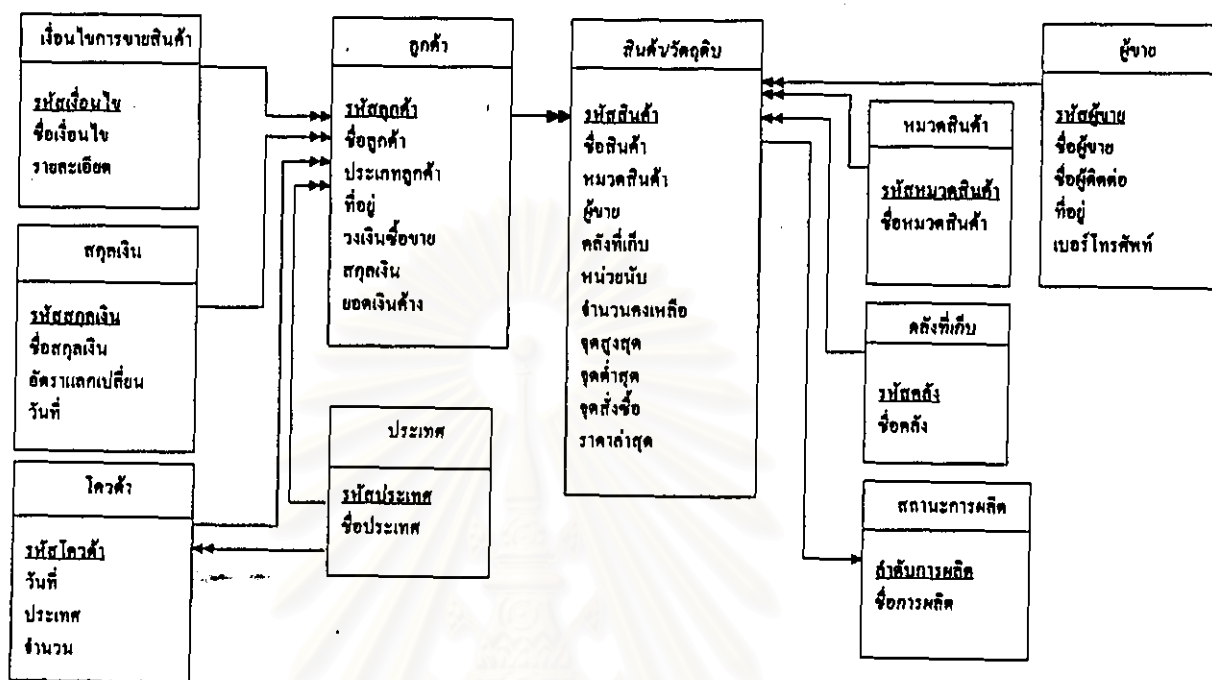 เงื่อนไขการขายสินค้า
รหัสเงื่อนไข
ชื่อเงื่อนไข
รายละเอียด
สกุลเงิน
รหัสสกุลเงิน
ชื่อสกุลเงิน
อัตราแลกเปลี่ยน
วันที่
โควต้า
รหัสโควต้า
วันที่
ประเทศ
จำนวน
ลูกค้า
รหัสลูกค้า
ชื่อลูกค้า
ประเภทลูกค้า
ที่อยู่
วงเงินซื้อขาย
สกุลเงิน
ยอดเงินค้าง
ประเทศ
รหัสประเทศ
ชื่อประเทศ
สินค้า/วัตถุดิบ
รหัสสินค้า
ชื่อสินค้า
หมวดสินค้า
ผู้ขาย
คลังที่เก็บ
หน่วยนับ
จำนวนคงเหลือ
จุดสูงสุด
จุดต่ำสุด
จุดสั่งซื้อ
ราคาล่าสุด
หมวดสินค้า
รหัสหมวดสินค้า
ชื่อหมวดสินค้า
คลังที่เก็บ
รหัสคลัง
ชื่อคลัง
สถานะการผลิต
ลำดับการผลิต
ชื่อการผลิต
ผู้ขาย
รหัสผู้ขาย
ชื่อผู้ขาย
ชื่อผู้ติดต่อ
ที่อยู่
เบอร์โทรศัพท์